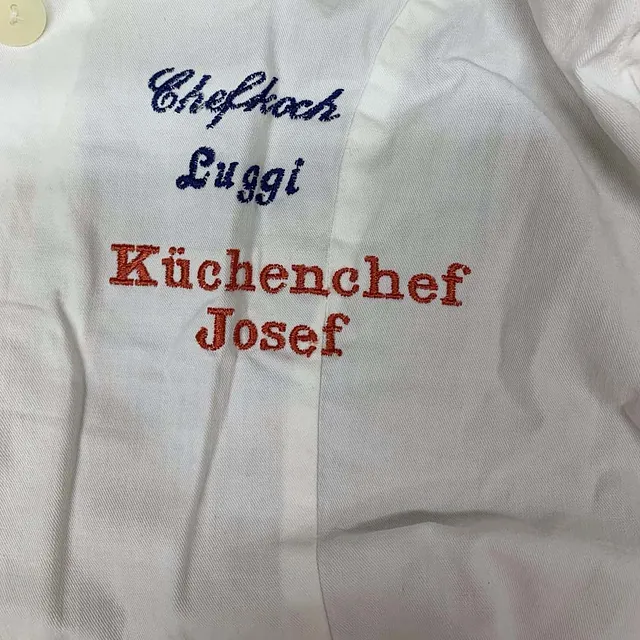 Chefkoch
Luggi
Küchenchef
Josef